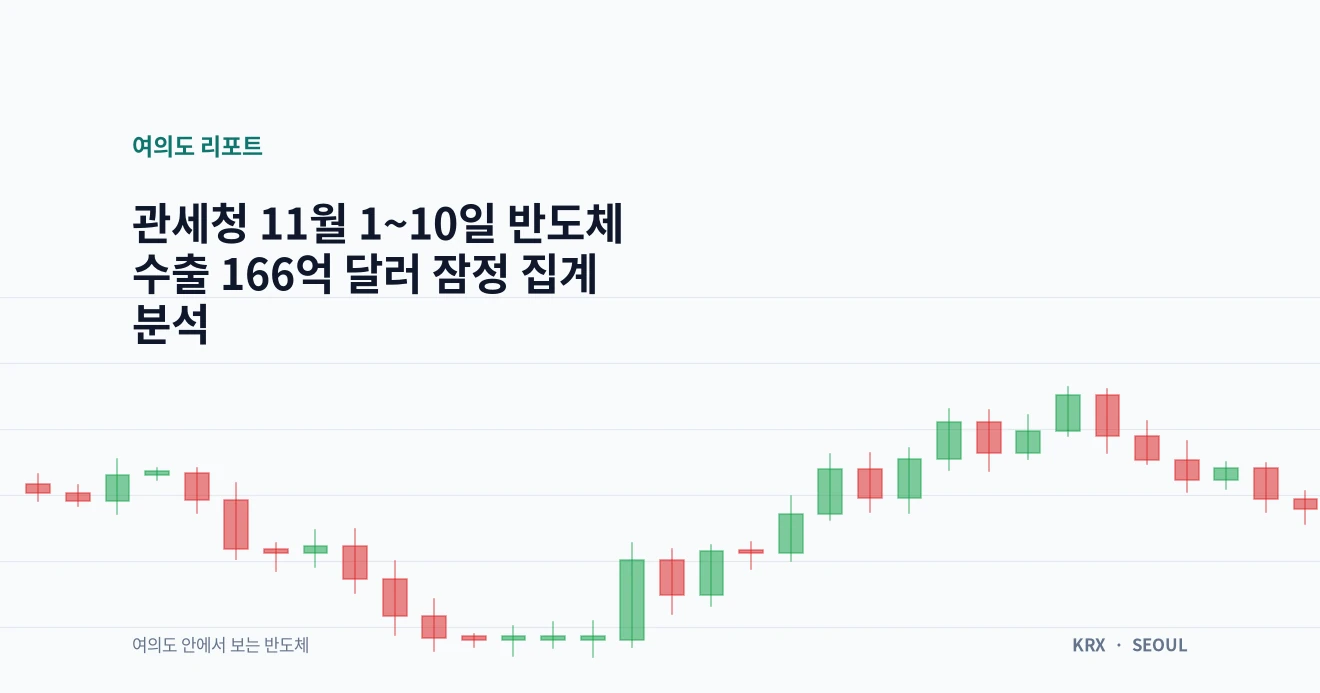 여의도 리포트
관세청 11월 1~10일 반도체
수출 166억 달러 잠정 집계
분석
여의도 안에서 보는 반도체
KRX · SEOUL